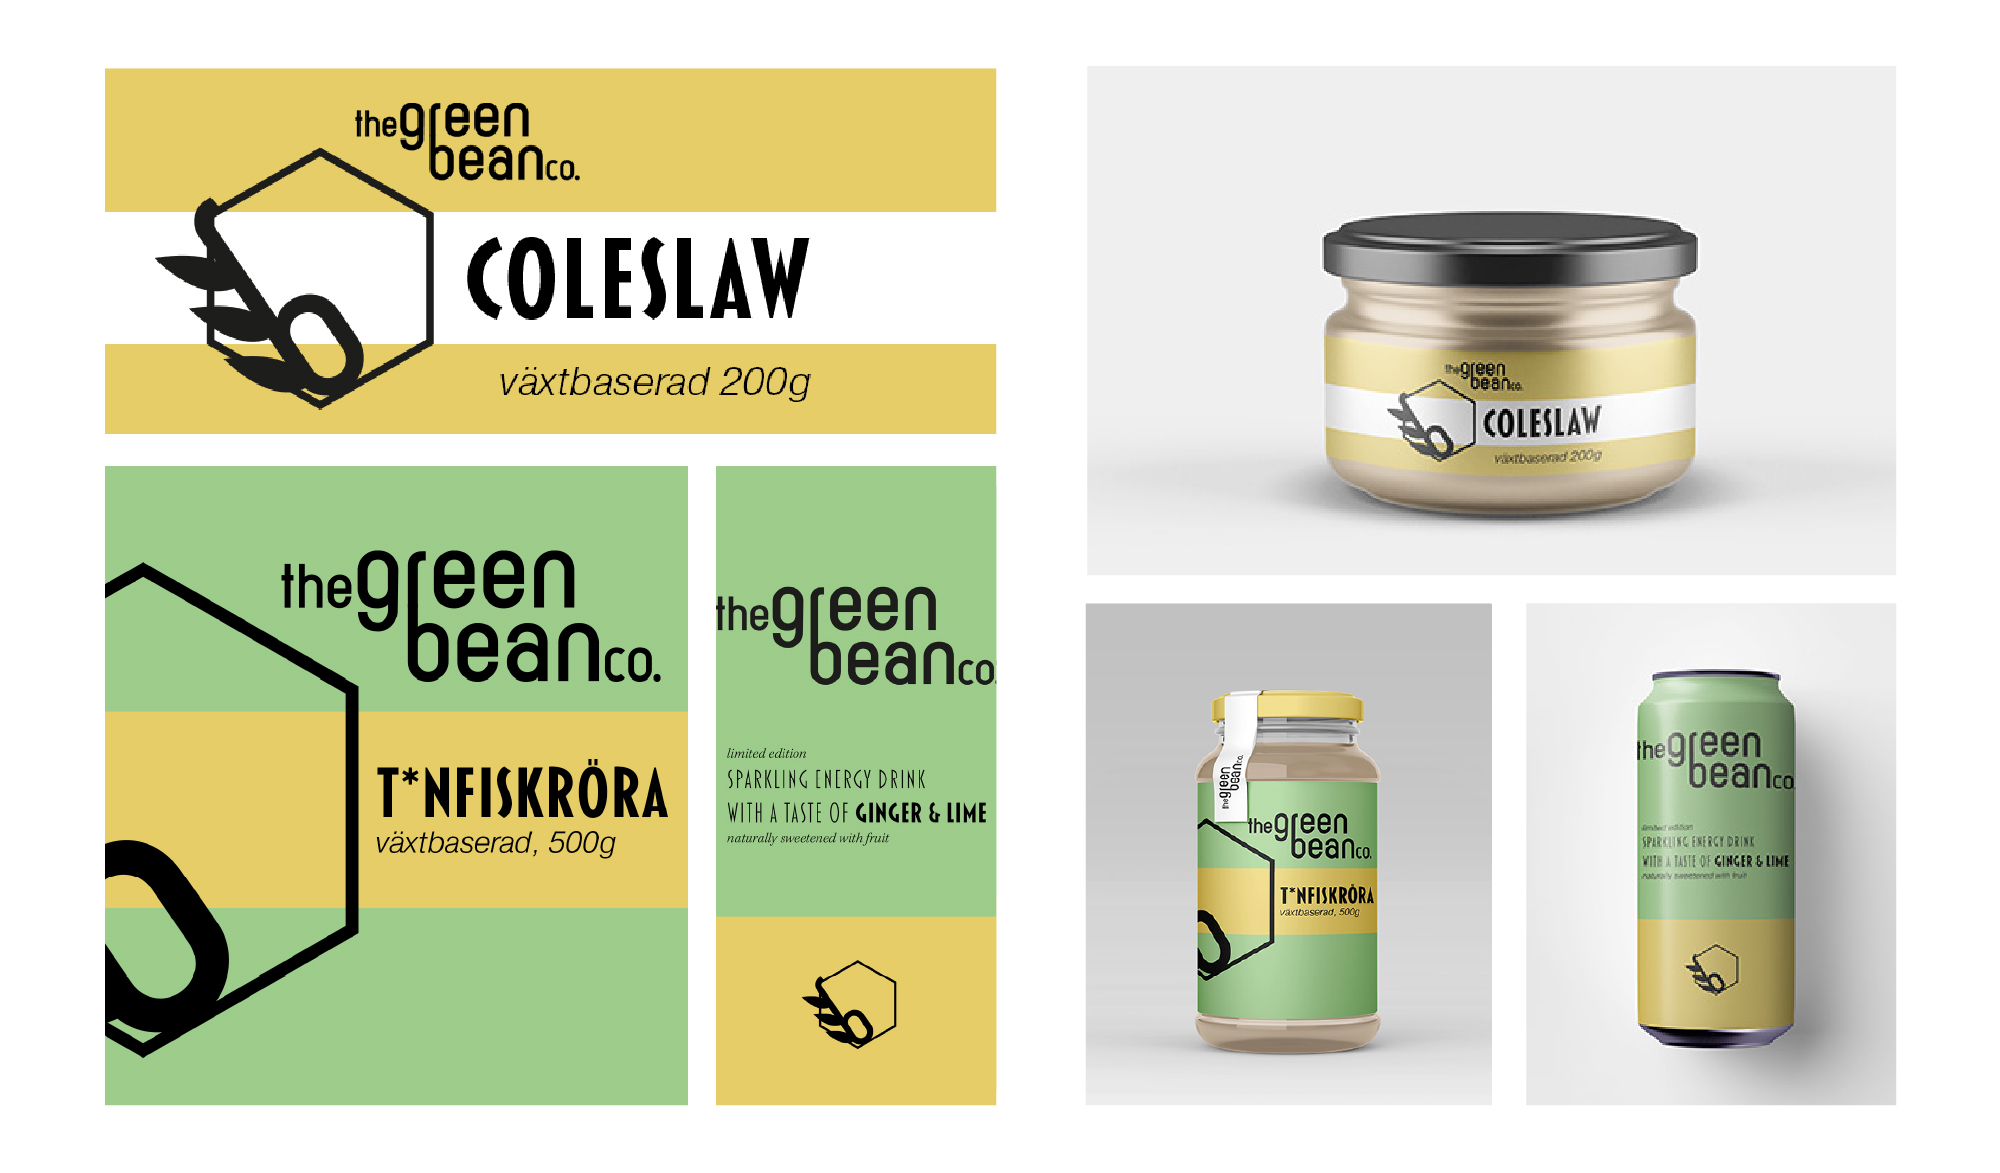 the green
bean co.
COLESLAW
växtbaserad 200g
the green
bean co.
T*NFISKRÖRA
växtbaserad, 500g
the green
bean co.
limited edition
SPARKLING ENERGY DRINK
WITH A TASTE OF GINGER & LIME
naturally sweetened with fruit
the green
bean co.
COLESLAW
växtbaserad 200g
the green
bean co.
the green
bean co.
T*NFISKRÖRA
växtbaserad, 500g
the green
bean co.
limited edition
SPARKLING ENERGY DRINK
WITH A TASTE OF GINGER & LIME
naturally sweetened with fruit